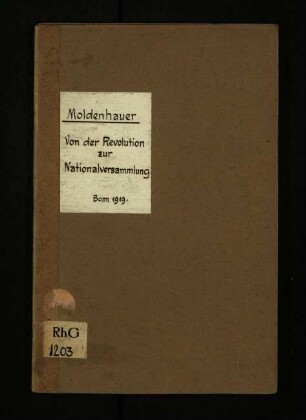 Moldenhauer
Von der Revolution
zur
Nationalversammlung
Bonn 1919.
RhG
1203